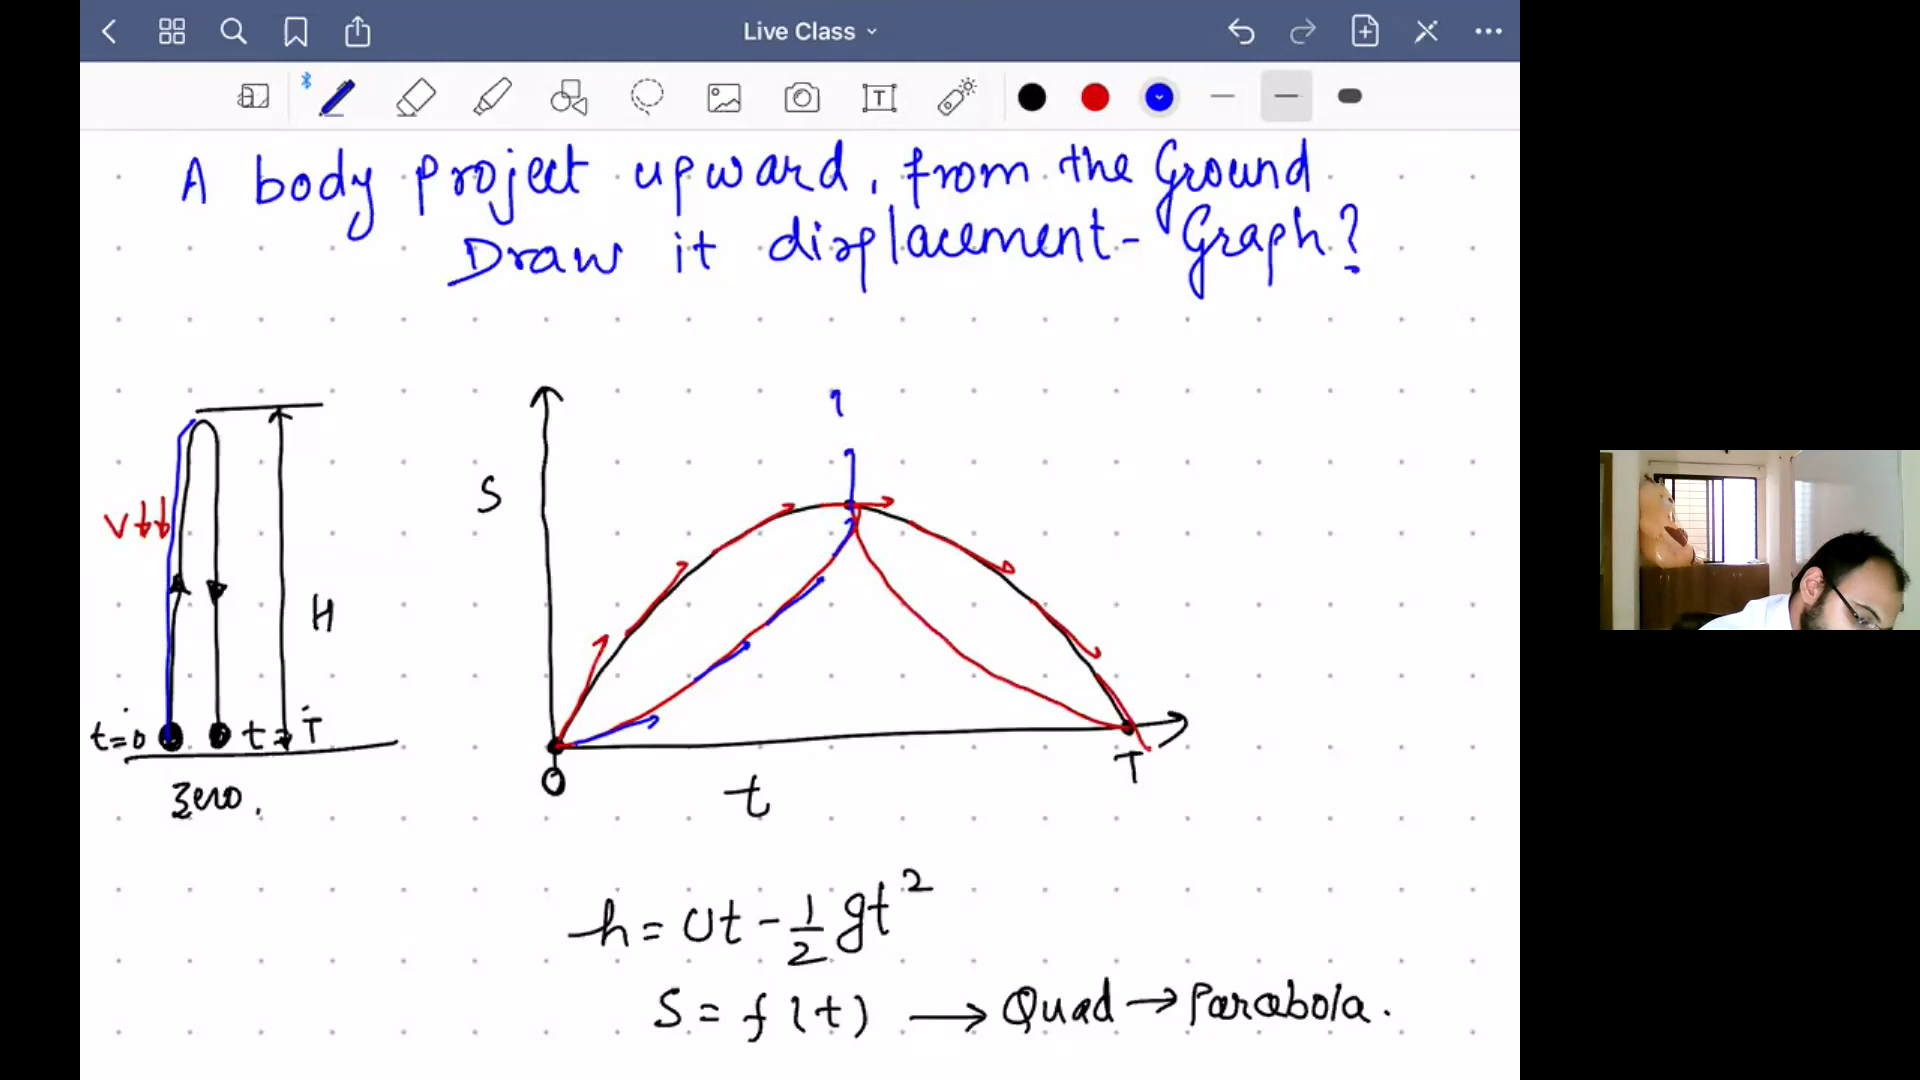 Live Class
T
A body project upward, from the Ground
Draw it displacement - Graph?
S
V↓↓
H
t=0
t=T
Zero.
O
t
T
h = Ut - 1/2 gt²
S = f(t) → Quad → Parabola.